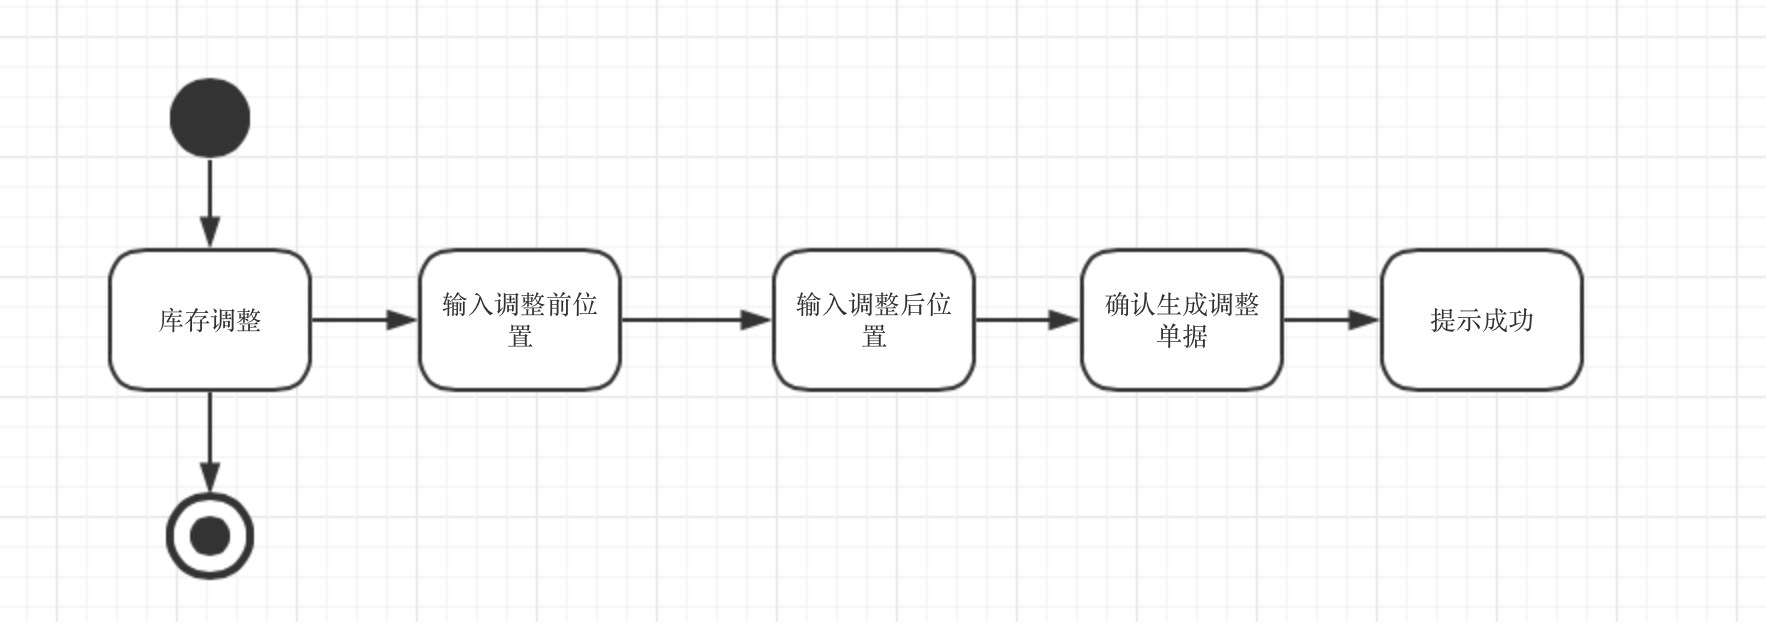 库存调整
输入调整前位
置
输入调整后位
置
确认生成调整
单据
提示成功